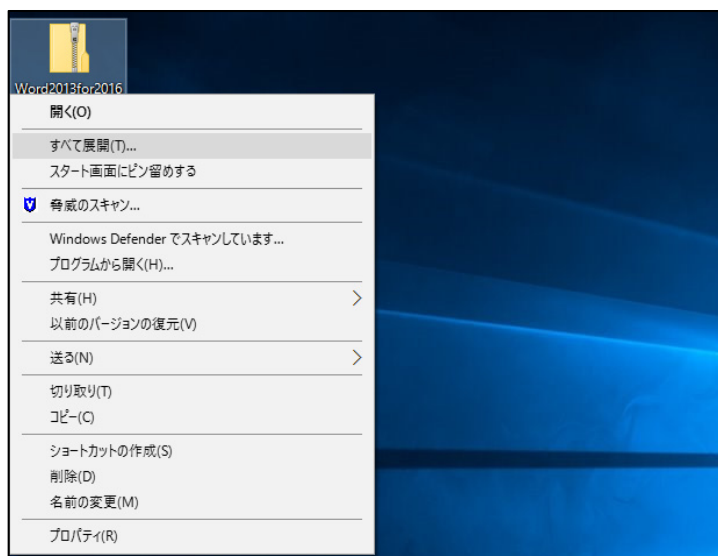 Word2013for2016
開く(O)
すべて展開(T)...
スタート画面にピン留めする
脅威のスキャン...
Windows Defender でスキャンしています...
プログラムから開く(H)...
共有(H)
以前のバージョンの復元(V)
送る(N)
切り取り(T)
コピー(C)
ショートカットの作成(S)
削除(D)
名前の変更(M)
プロパティ(R)